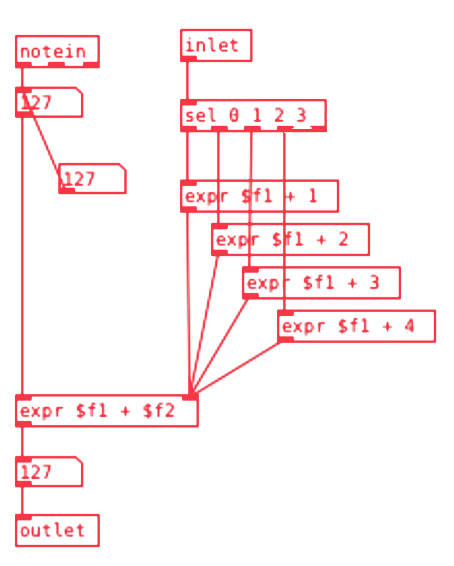 notein
inlet
127
sel 0 1 2 3
127
expr $f1 + 1
expr $f1 + 2
expr $f1 + 3
expr $f1 + 4
expr $f1 + $f2
127
outlet